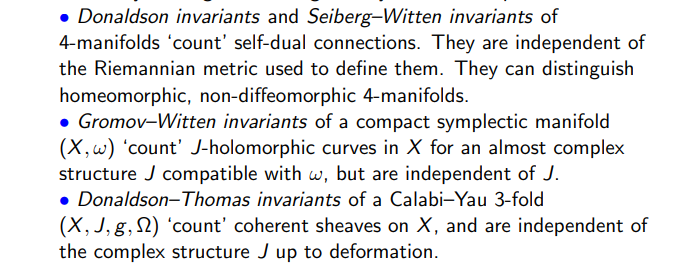 • Donaldson invariants and Seiberg–Witten invariants of
4-manifolds ‘count’ self-dual connections. They are independent of
the Riemannian metric used to define them. They can distinguish
homeomorphic, non-diffeomorphic 4-manifolds.
• Gromov–Witten invariants of a compact symplectic manifold
(X, ω) ‘count’ J-holomorphic curves in X for an almost complex
structure J compatible with ω, but are independent of J.
• Donaldson–Thomas invariants of a Calabi–Yau 3-fold
(X, J, g, Ω) ‘count’ coherent sheaves on X, and are independent of
the complex structure J up to deformation.